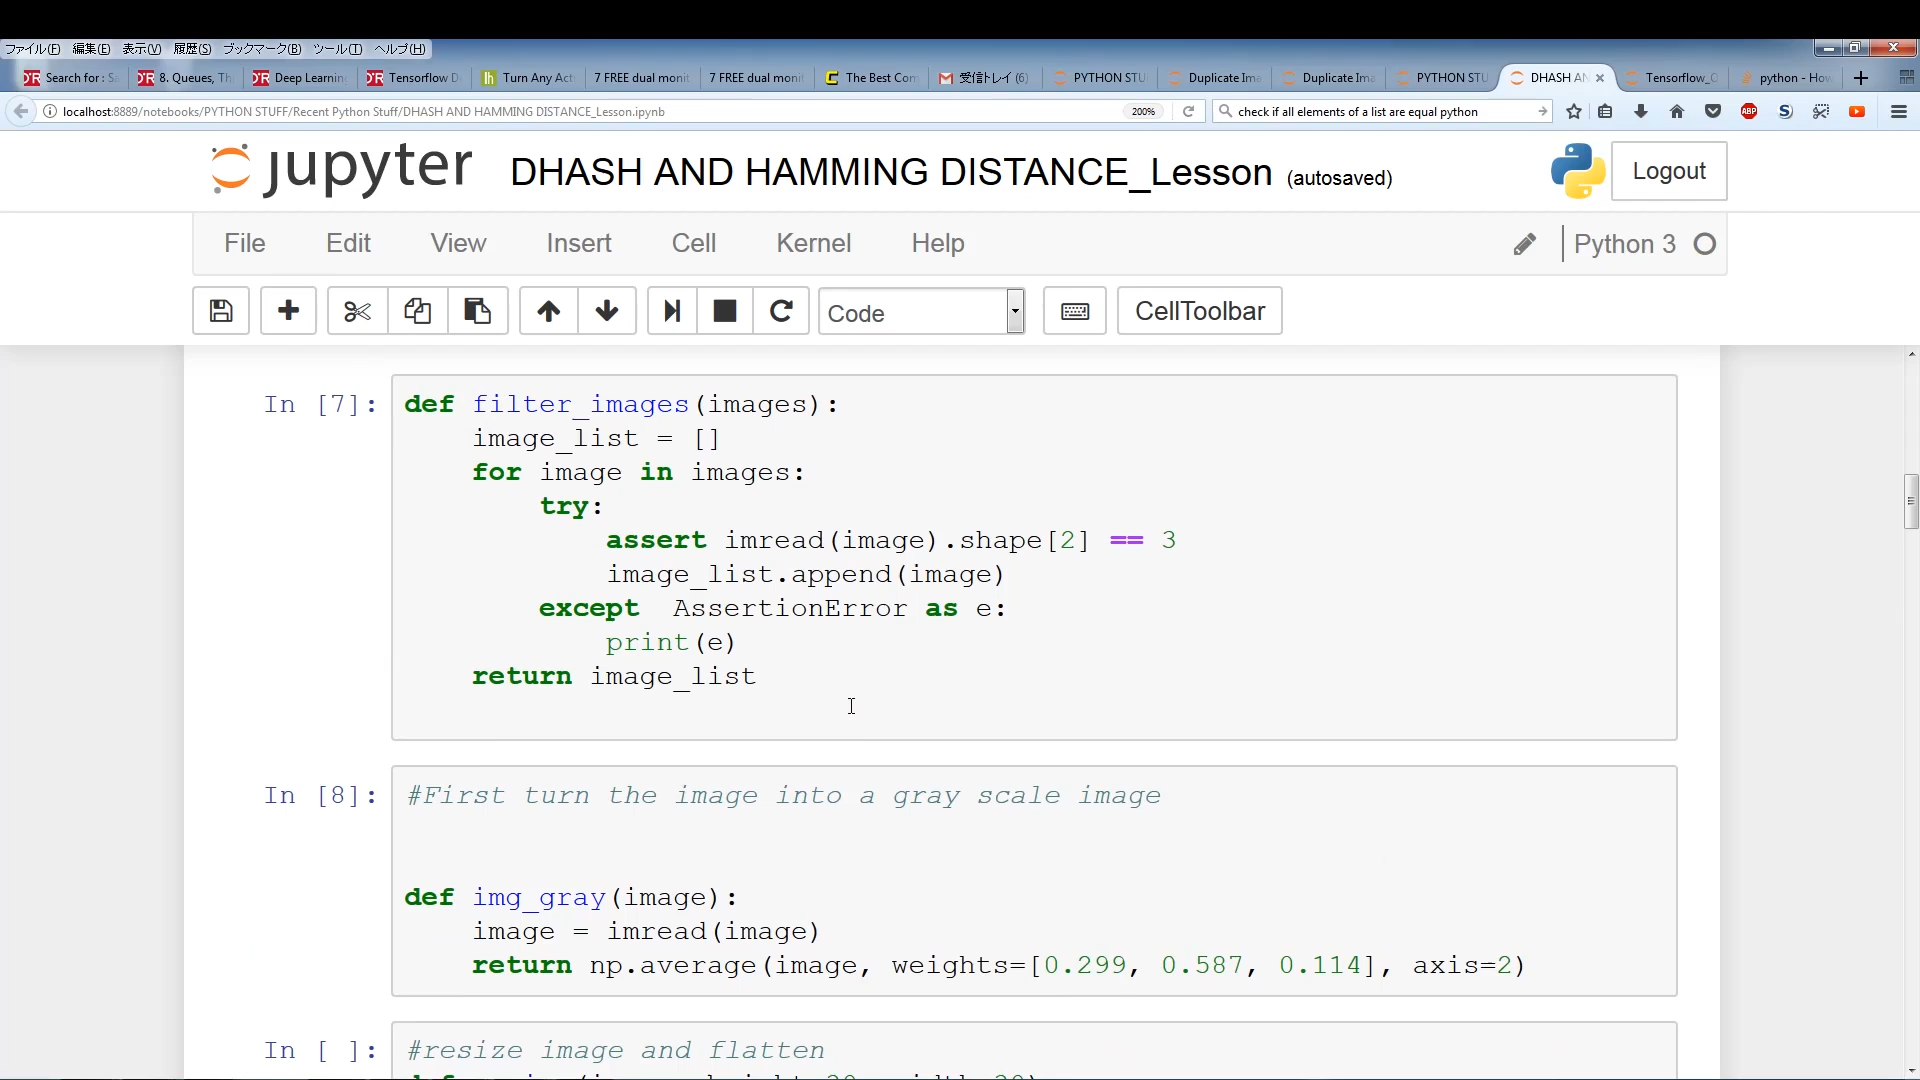 ファイル(F) 編集(E) 表示(V) 履歴(S) ブックマーク(B) ツール(T) ヘルプ(H)
Search for : Sa 8. Queues, Th Deep Learnin Tensorflow D Turn Any Act 7 FREE dual monit 7 FREE dual monit The Best Com 受信トレイ (6) PYTHON STU Duplicate Ima Duplicate Ima PYTHON STU DHASH AN Tensorflow_O python - How
localhost:8889/notebooks/PYTHON STUFF/Recent Python Stuff/DHASH AND HAMMING DISTANCE_Lesson.ipynb 200% check if all elements of a list are equal python
jupyter DHASH AND HAMMING DISTANCE_Lesson (autosaved) Logout
File Edit View Insert Cell Kernel Help Python 3
Code CellToolbar
In [7]: def filter_images(images):
image_list = []
for image in images:
try:
assert imread(image).shape[2] == 3
image_list.append(image)
except  AssertionError as e:
print(e)
return image_list
In [8]: #First turn the image into a gray scale image
def img_gray(image):
image = imread(image)
return np.average(image, weights=[0.299, 0.587, 0.114], axis=2)
In [ ]: #resize image and flatten